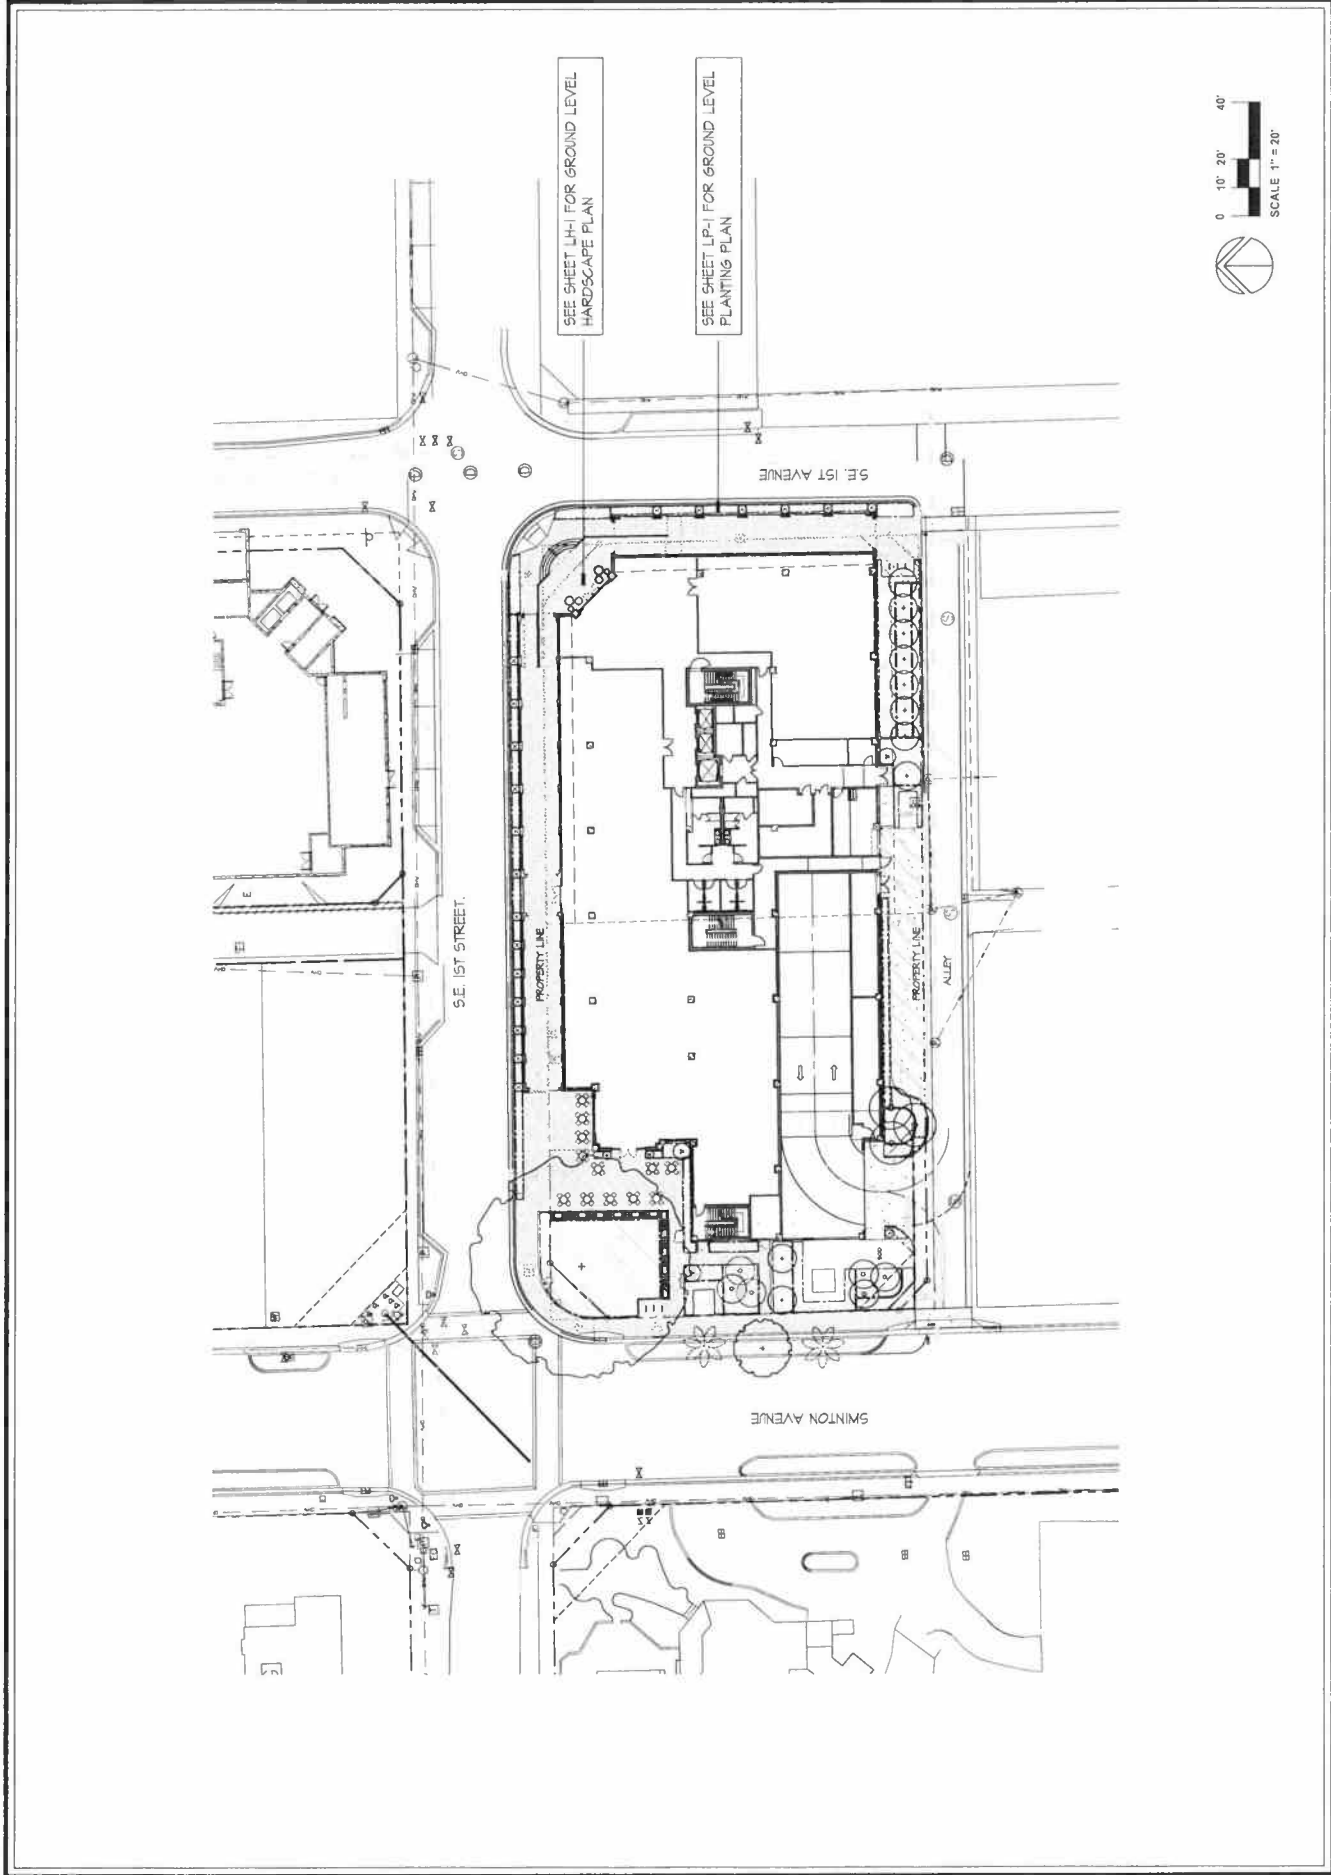 SEE SHEET LH-1 FOR GROUND LEVEL
HARDSCAPE PLAN
SEE SHEET LP-1 FOR GROUND LEVEL
PLANTING PLAN
S.E. 1ST AVENUE
S.E. 1ST STREET.
PROPERTY LINE
PROPERTY LINE
ALLEY
SWINTON AVENUE
0 10' 20' 40'
SCALE 1" = 20'